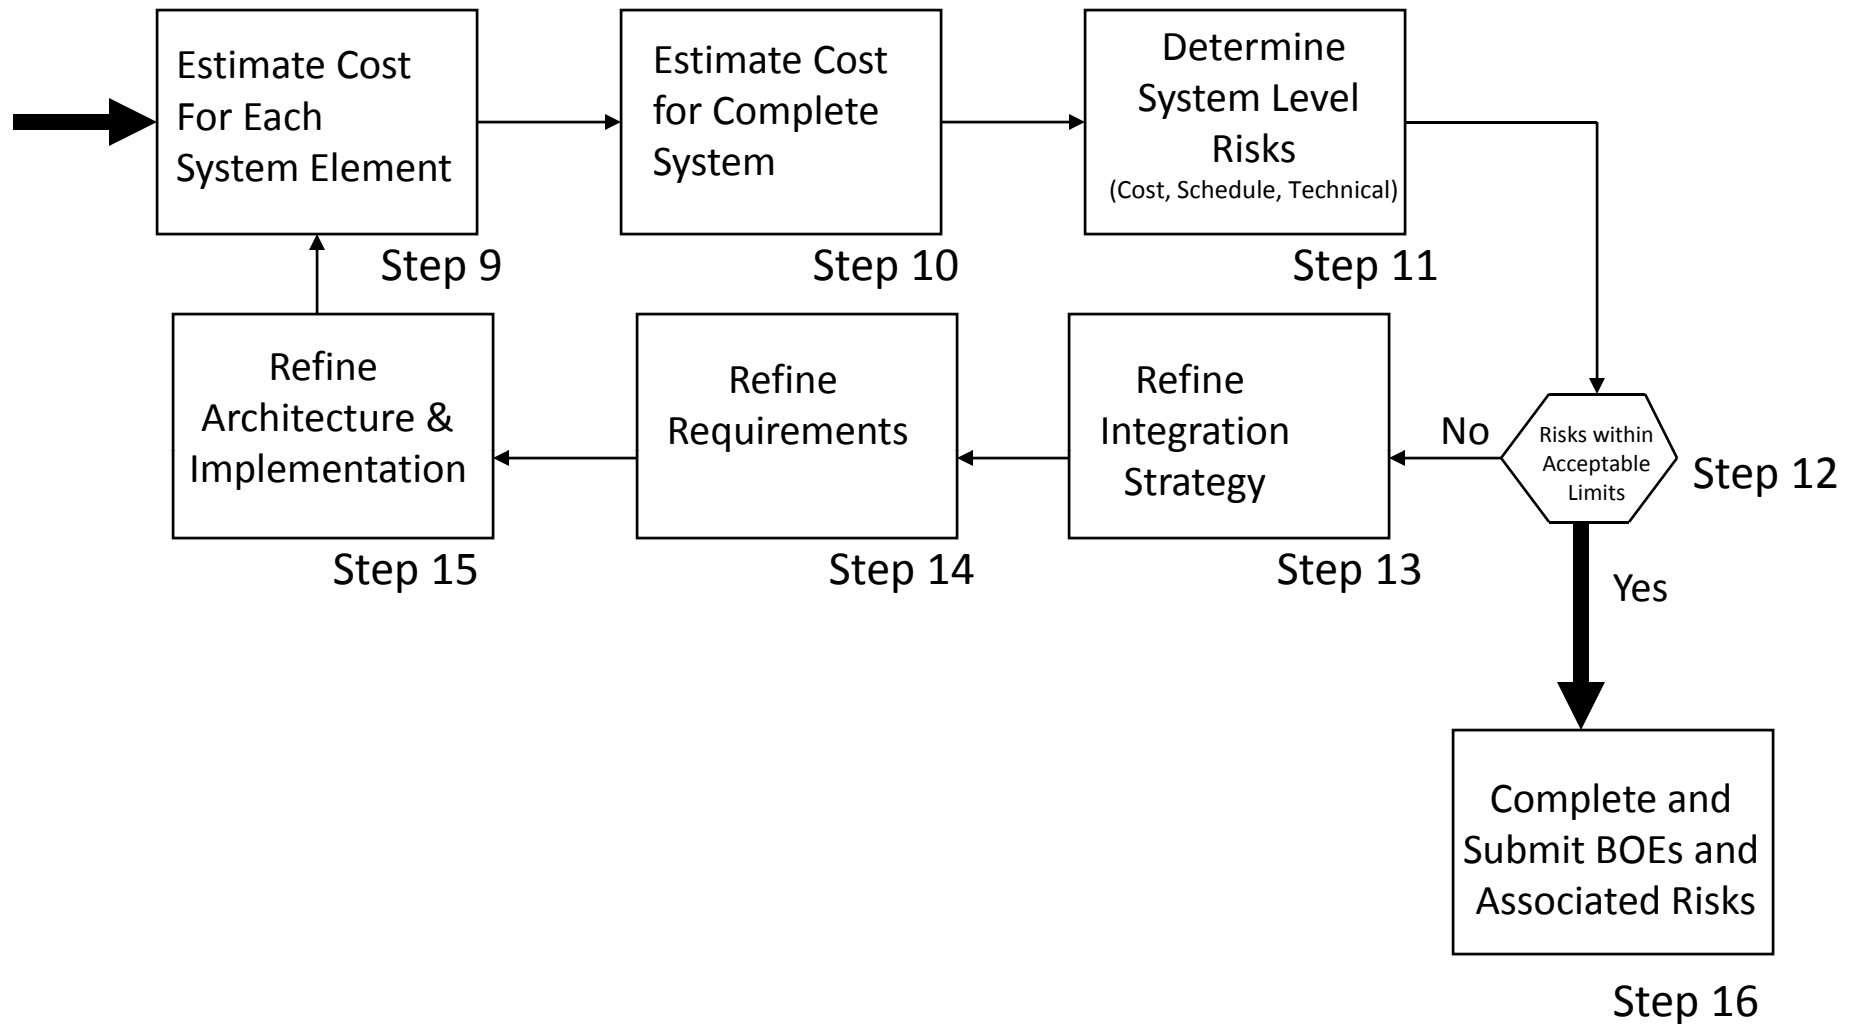 Estimate Cost
For Each
System Element
Step 9
Estimate Cost
for Complete
System
Step 10
Determine
System Level
Risks
(Cost, Schedule, Technical)
Step 11
Risks within
Acceptable
Limits
Step 12
No
Refine
Integration
Strategy
Step 13
Refine
Requirements
Step 14
Refine
Architecture &
Implementation
Step 15
Yes
Complete and
Submit BOEs and
Associated Risks
Step 16